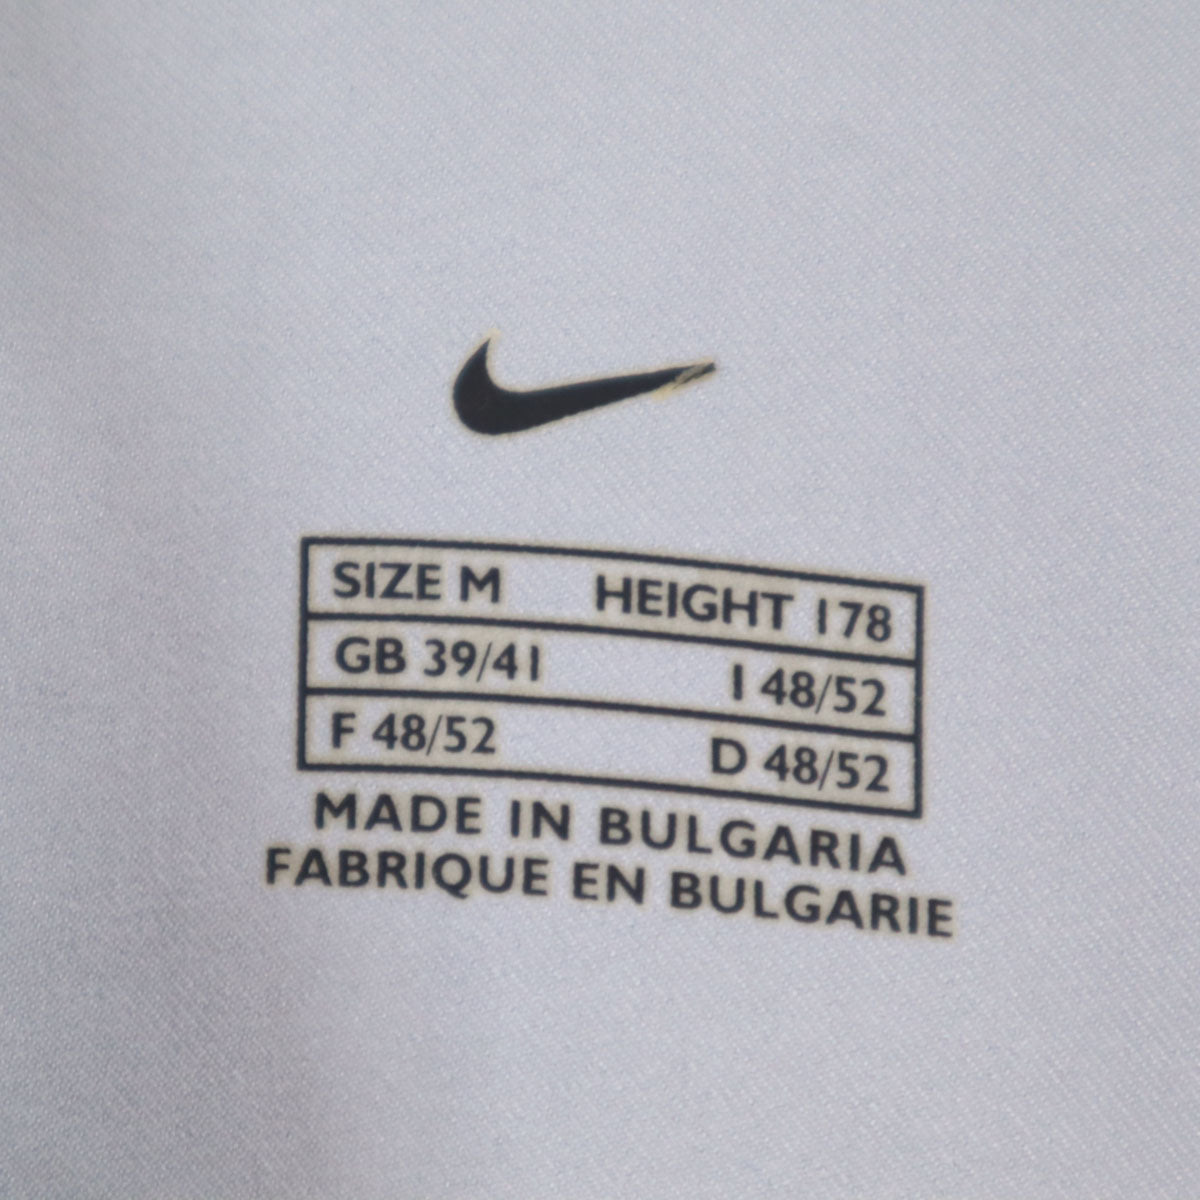 SIZE M HEIGHT 178
GB 39/41 I 48/52
F 48/52 D 48/52
MADE IN BULGARIA
FABRIQUE EN BULGARIE